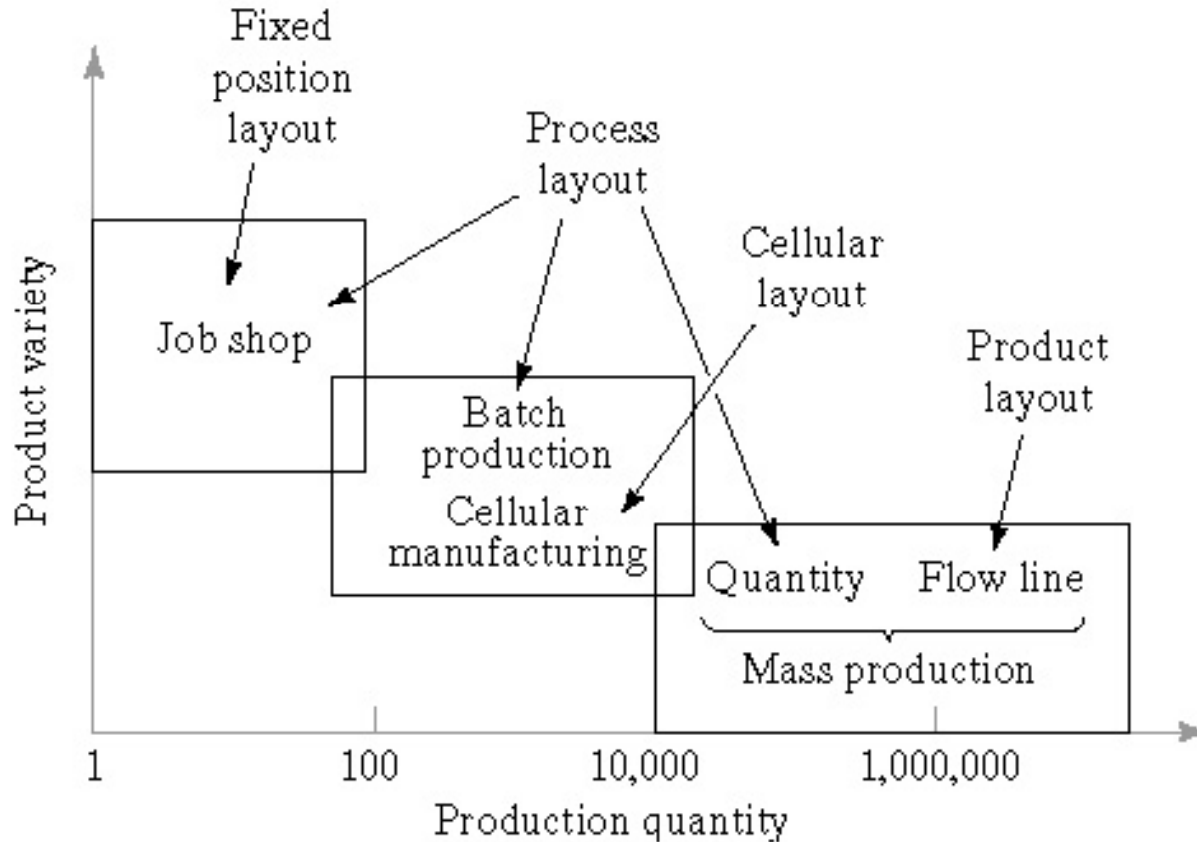 Fixed
position
layout
Process
layout
Cellular
layout
Product
layout
Product variety
Job shop
Batch
production
Cellular
manufacturing
Quantity
Flow line
Mass production
1
100
10,000
1,000,000
Production quantity